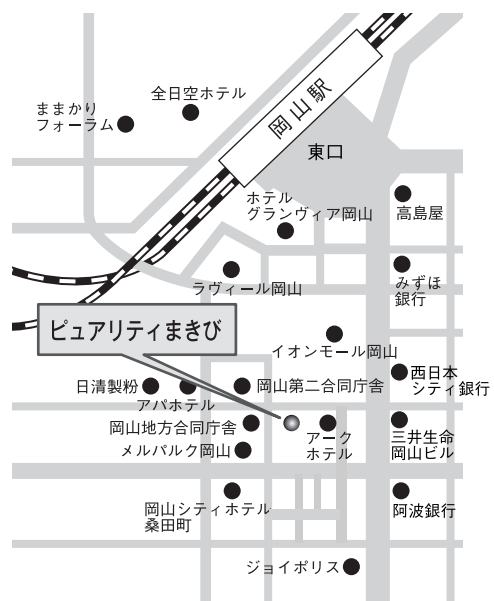 全日空ホテル
ままかり
フォーラム
岡山駅
東口
ホテル
グランヴィア岡山
高島屋
ラヴィール岡山
みずほ
銀行
ピュアリティまきび
イオンモール岡山
西日本
シティ銀行
日清製粉
アパホテル
岡山第二合同庁舎
岡山地方合同庁舎
メルパルク岡山
アーク
ホテル
三井生命
岡山ビル
岡山シティホテル
桑田町
阿波銀行
ジョイポリス